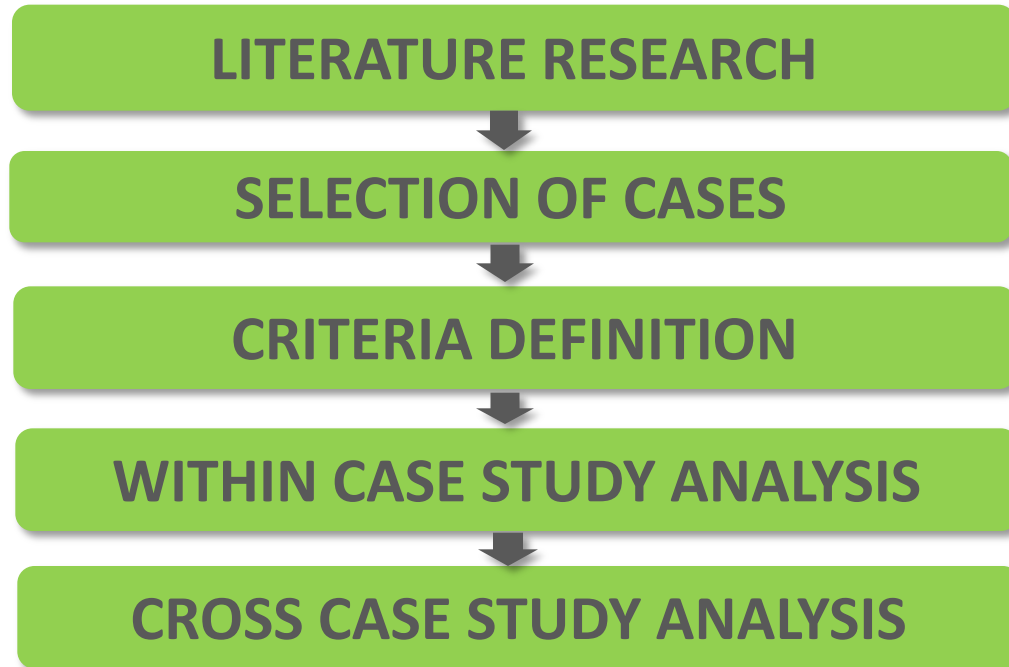 LITERATURE RESEARCH
SELECTION OF CASES
CRITERIA DEFINITION
WITHIN CASE STUDY ANALYSIS
CROSS CASE STUDY ANALYSIS